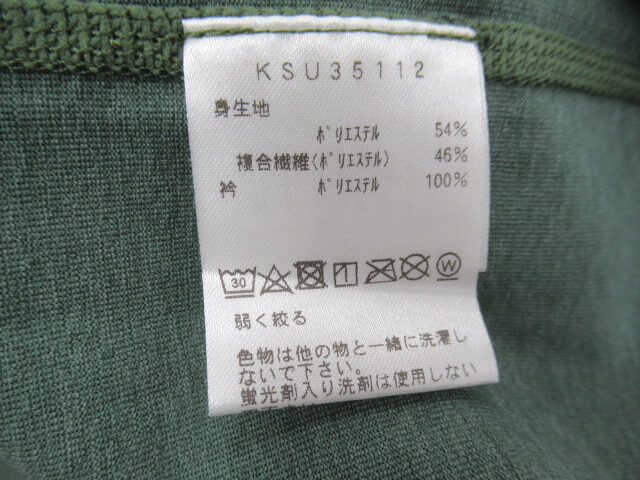 KSU35112
身生地
ポリエステル 54%
複合繊維(ポリエステル) 46%
衿 ポリエステル 100%
30 W
弱く絞る
色物は他の物と一緒に洗濯し
ないで下さい。
蛍光剤入り洗剤は使用しない